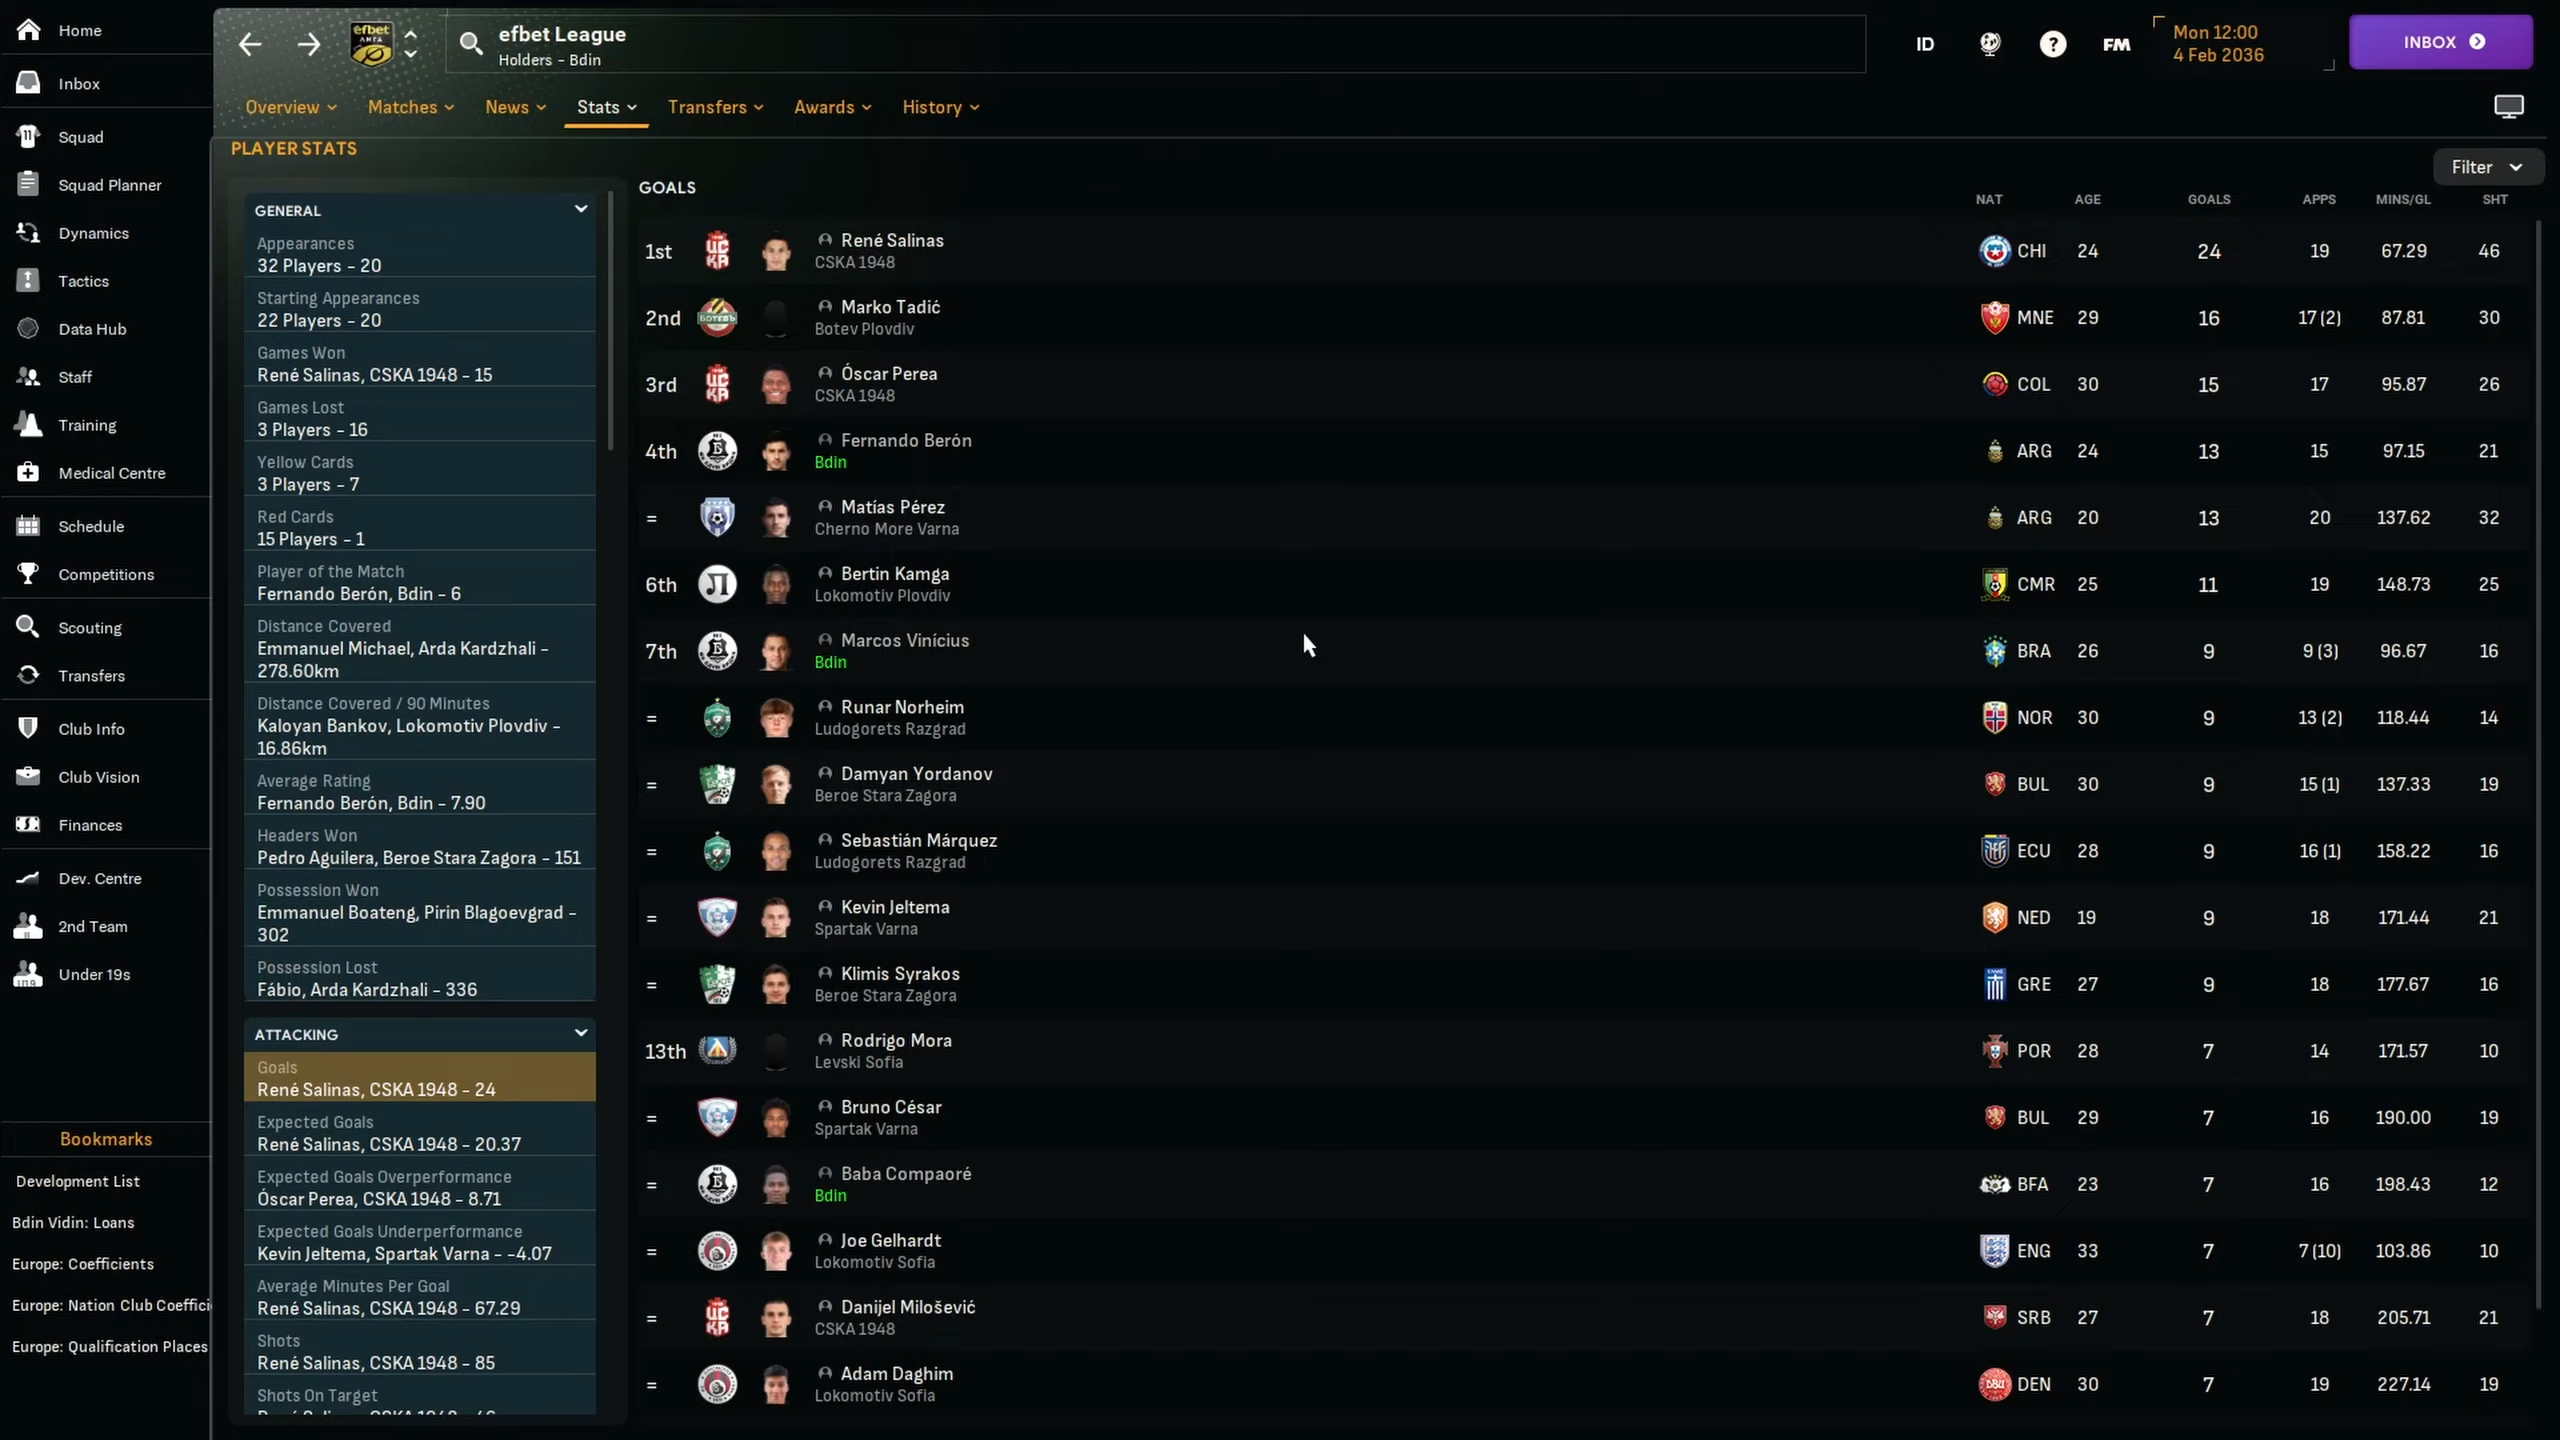 Home
Inbox
Squad
Squad Planner
Dynamics
Tactics
Data Hub
Staff
Training
Medical Centre
Schedule
Competitions
Scouting
Transfers
Club Info
Club Vision
Finances
Dev. Centre
2nd Team
Under 19s
Bookmarks
Development List
Bdin Vidin: Loans
Europe: Coefficients
Europe: Nation Club Coeffici
Europe: Qualification Places
efbet League
Holders - Bdin
ID
FM
Mon 12:00
4 Feb 2036
INBOX
Overview Matches News Stats Transfers Awards History
PLAYER STATS
Filter
GENERAL
Appearances
32 Players - 20
Starting Appearances
22 Players - 20
Games Won
René Salinas, CSKA 1948 - 15
Games Lost
3 Players - 16
Yellow Cards
3 Players - 7
Red Cards
15 Players - 1
Player of the Match
Fernando Berón, Bdin - 6
Distance Covered
Emmanuel Michael, Arda Kardzhali -
278.60km
Distance Covered / 90 Minutes
Kaloyan Bankov, Lokomotiv Plovdiv -
16.86km
Average Rating
Fernando Berón, Bdin - 7.90
Headers Won
Pedro Aguilera, Beroe Stara Zagora - 151
Possession Won
Emmanuel Boateng, Pirin Blagoevgrad -
302
Possession Lost
Fábio, Arda Kardzhali - 336
ATTACKING
Goals
René Salinas, CSKA 1948 - 24
Expected Goals
René Salinas, CSKA 1948 - 20.37
Expected Goals Overperformance
Óscar Perea, CSKA 1948 - 8.71
Expected Goals Underperformance
Kevin Jeltema, Spartak Varna - -4.07
Average Minutes Per Goal
René Salinas, CSKA 1948 - 67.29
Shots
René Salinas, CSKA 1948 - 85
Shots On Target
GOALS
NAT AGE GOALS APPS MINS/GL SHT
1st René Salinas CHI 24 24 19 67.29 46
CSKA 1948
2nd Marko Tadić MNE 29 16 17 (2) 87.81 30
Botev Plovdiv
3rd Óscar Perea COL 30 15 17 95.87 26
CSKA 1948
4th Fernando Berón ARG 24 13 15 97.15 21
Bdin
= Matías Pérez ARG 20 13 20 137.62 32
Cherno More Varna
6th Bertin Kamga CMR 25 11 19 148.73 25
Lokomotiv Plovdiv
7th Marcos Vinícius BRA 26 9 9 (3) 96.67 16
Bdin
= Runar Norheim NOR 30 9 13 (2) 118.44 14
Ludogorets Razgrad
= Damyan Yordanov BUL 30 9 15 (1) 137.33 19
Beroe Stara Zagora
= Sebastián Márquez ECU 28 9 16 (1) 158.22 16
Ludogorets Razgrad
= Kevin Jeltema NED 19 9 18 171.44 21
Spartak Varna
= Klimis Syrakos GRE 27 9 18 177.67 16
Beroe Stara Zagora
13th Rodrigo Mora POR 28 7 14 171.57 10
Levski Sofia
= Bruno César BUL 29 7 16 190.00 19
Spartak Varna
= Baba Compaoré BFA 23 7 16 198.43 12
Bdin
= Joe Gelhardt ENG 33 7 7 (10) 103.86 10
Lokomotiv Sofia
= Danijel Milošević SRB 27 7 18 205.71 21
CSKA 1948
= Adam Daghim DEN 30 7 19 227.14 19
Lokomotiv Sofia